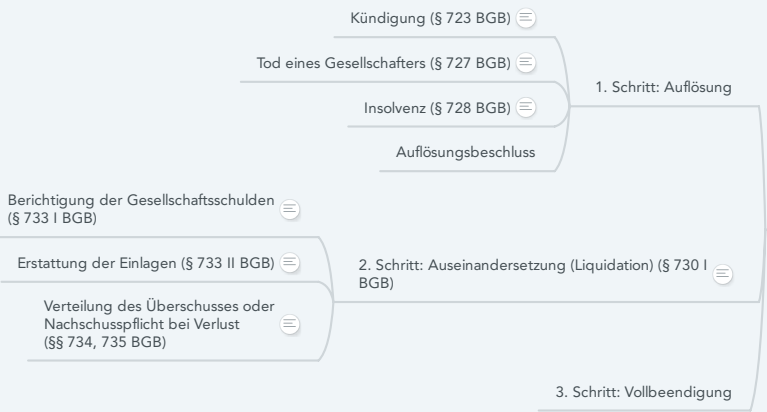 Kündigung (§ 723 BGB)
Tod eines Gesellschafters (§ 727 BGB)
Insolvenz (§ 728 BGB)
Auflösungsbeschluss
1. Schritt: Auflösung
Berichtigung der Gesellschaftsschulden
(§ 733 I BGB)
Erstattung der Einlagen (§ 733 II BGB)
Verteilung des Überschusses oder
Nachschusspflicht bei Verlust
(§§ 734, 735 BGB)
2. Schritt: Auseinandersetzung (Liquidation) (§ 730 I
BGB)
3. Schritt: Vollbeendigung